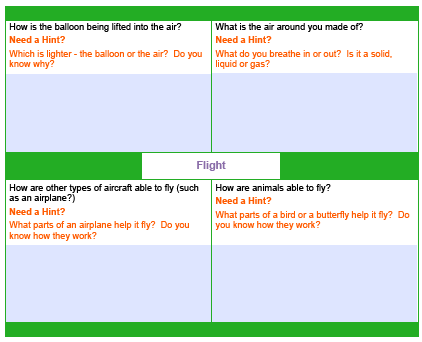 How is the balloon being lifted into the air?
Need a Hint?
Which is lighter - the balloon or the air?  Do you
know why?
What is the air around you made of?
Need a Hint?
What do you breathe in or out?  Is it a solid,
liquid or gas?
Flight
How are other types of aircraft able to fly (such
as an airplane?)
Need a Hint?
What parts of an airplane help it fly?  Do you
know how they work?
How are animals able to fly?
Need a Hint?
What parts of a bird or a butterfly help it fly?  Do
you know how they work?